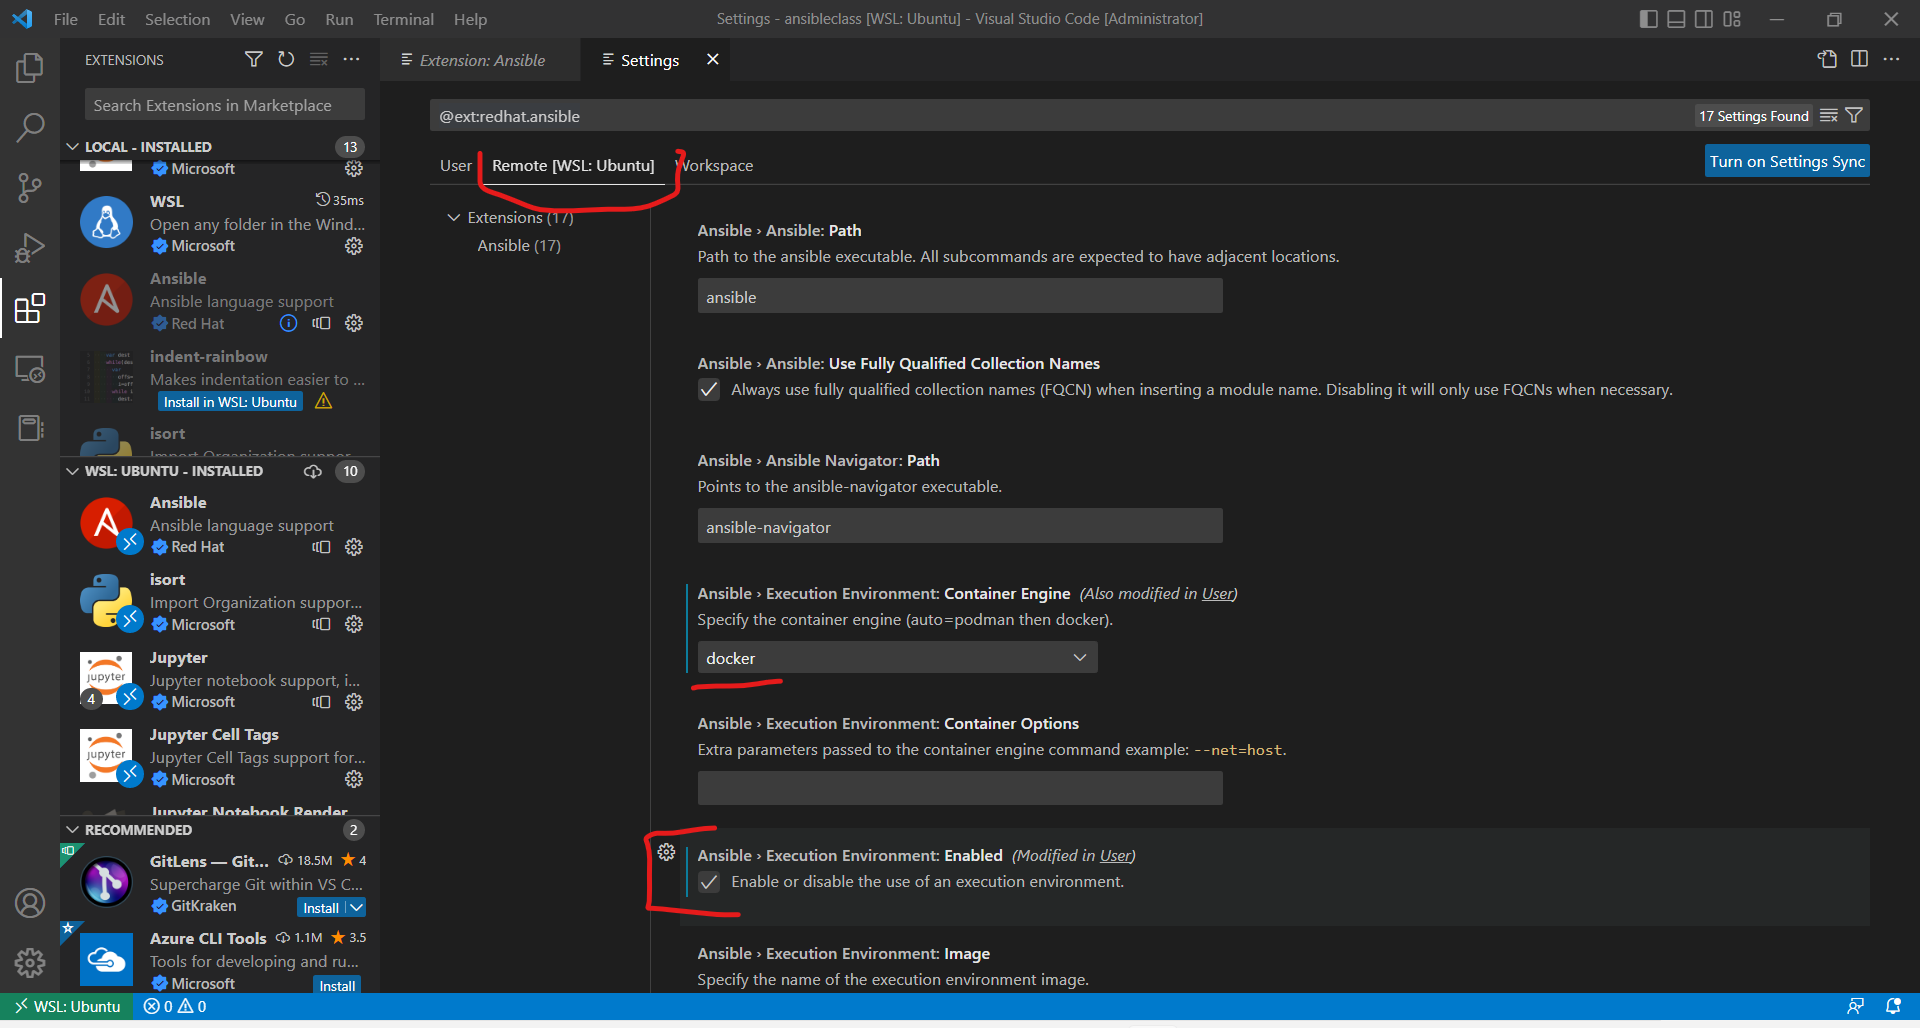 File Edit Selection View Go Run Terminal Help
Settings - ansibleclass [WSL: Ubuntu] - Visual Studio Code [Administrator]
EXTENSIONS
Search Extensions in Marketplace
LOCAL - INSTALLED 13
Microsoft
WSL 35ms
Open any folder in the Wind...
Microsoft
Ansible
Ansible language support
Red Hat
indent-rainbow
Makes indentation easier to ...
Install in WSL: Ubuntu
isort
Import Organization suppor...
WSL: UBUNTU - INSTALLED 10
Ansible
Ansible language support
Red Hat
isort
Import Organization suppor...
Microsoft
Jupyter
Jupyter notebook support, i...
jupyter
4
Microsoft
Jupyter Cell Tags
Jupyter Cell Tags support for...
jupyter
Microsoft
Jupyter Notebook Render
RECOMMENDED 2
GitLens — Git... 18.5M 4
Supercharge Git within VS C...
GitKraken Install
Azure CLI Tools 1.1M 3.5
Tools for developing and ru...
Microsoft Install
Extension: Ansible
Settings
@ext:redhat.ansible
17 Settings Found
User Remote [WSL: Ubuntu] Workspace
Turn on Settings Sync
Extensions (17)
Ansible (17)
Ansible › Ansible: Path
Path to the ansible executable. All subcommands are expected to have adjacent locations.
ansible
Ansible › Ansible: Use Fully Qualified Collection Names
Always use fully qualified collection names (FQCN) when inserting a module name. Disabling it will only use FQCNs when necessary.
Ansible › Ansible Navigator: Path
Points to the ansible-navigator executable.
ansible-navigator
Ansible › Execution Environment: Container Engine (Also modified in User)
Specify the container engine (auto=podman then docker).
docker
Ansible › Execution Environment: Container Options
Extra parameters passed to the container engine command example: --net=host.
Ansible › Execution Environment: Enabled (Modified in User)
Enable or disable the use of an execution environment.
Ansible › Execution Environment: Image
Specify the name of the execution environment image.
WSL: Ubuntu 0 0